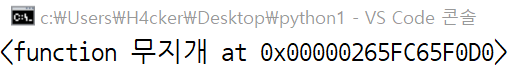 c:₩Users₩H4cker₩Desktop₩python1 - VS Code 콘솔
<function 무지개 at 0x00000265FC65F0D0>